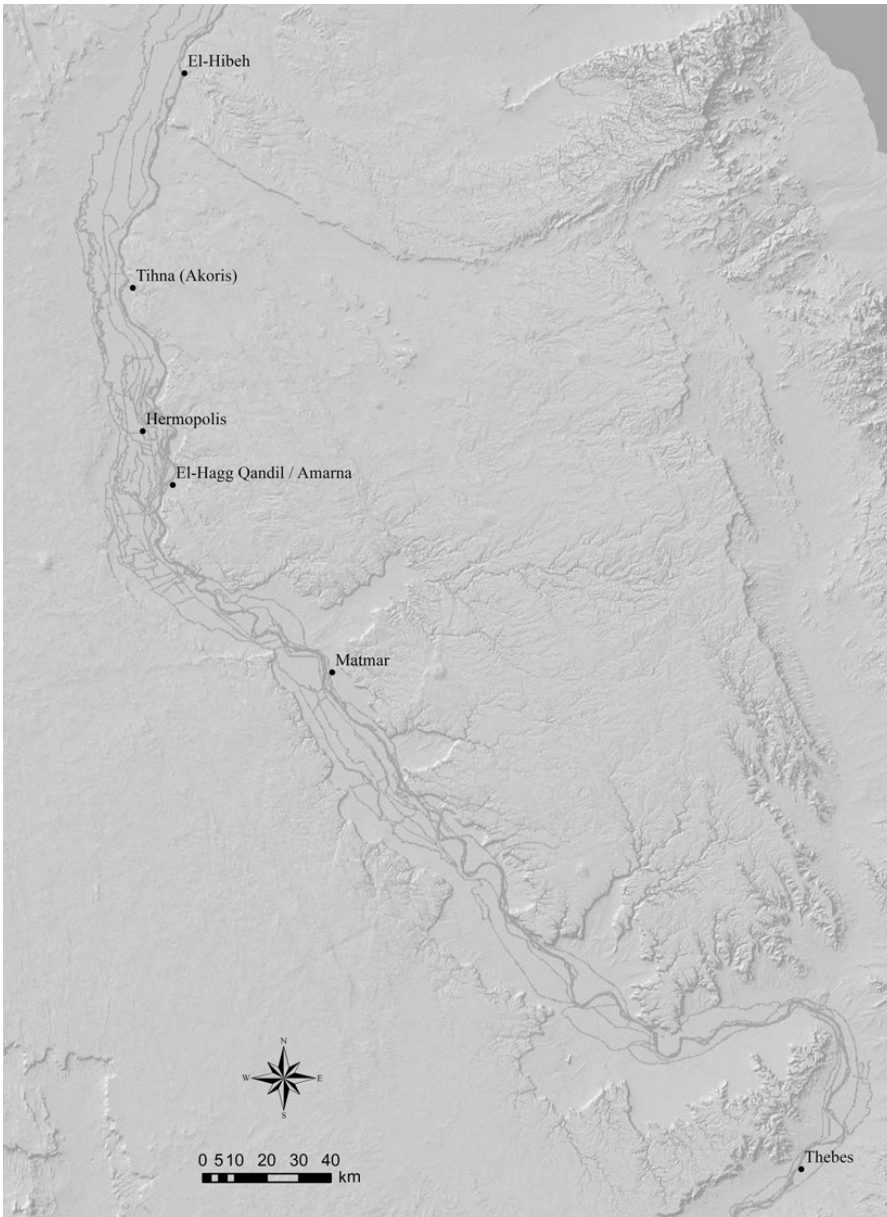 El-Hibeh
Tihna (Akoris)
Hermopolis
El-Hagg Qandil / Amarna
Matmar
N
W E
S
0 5 10 20 30 40
km
Thebes